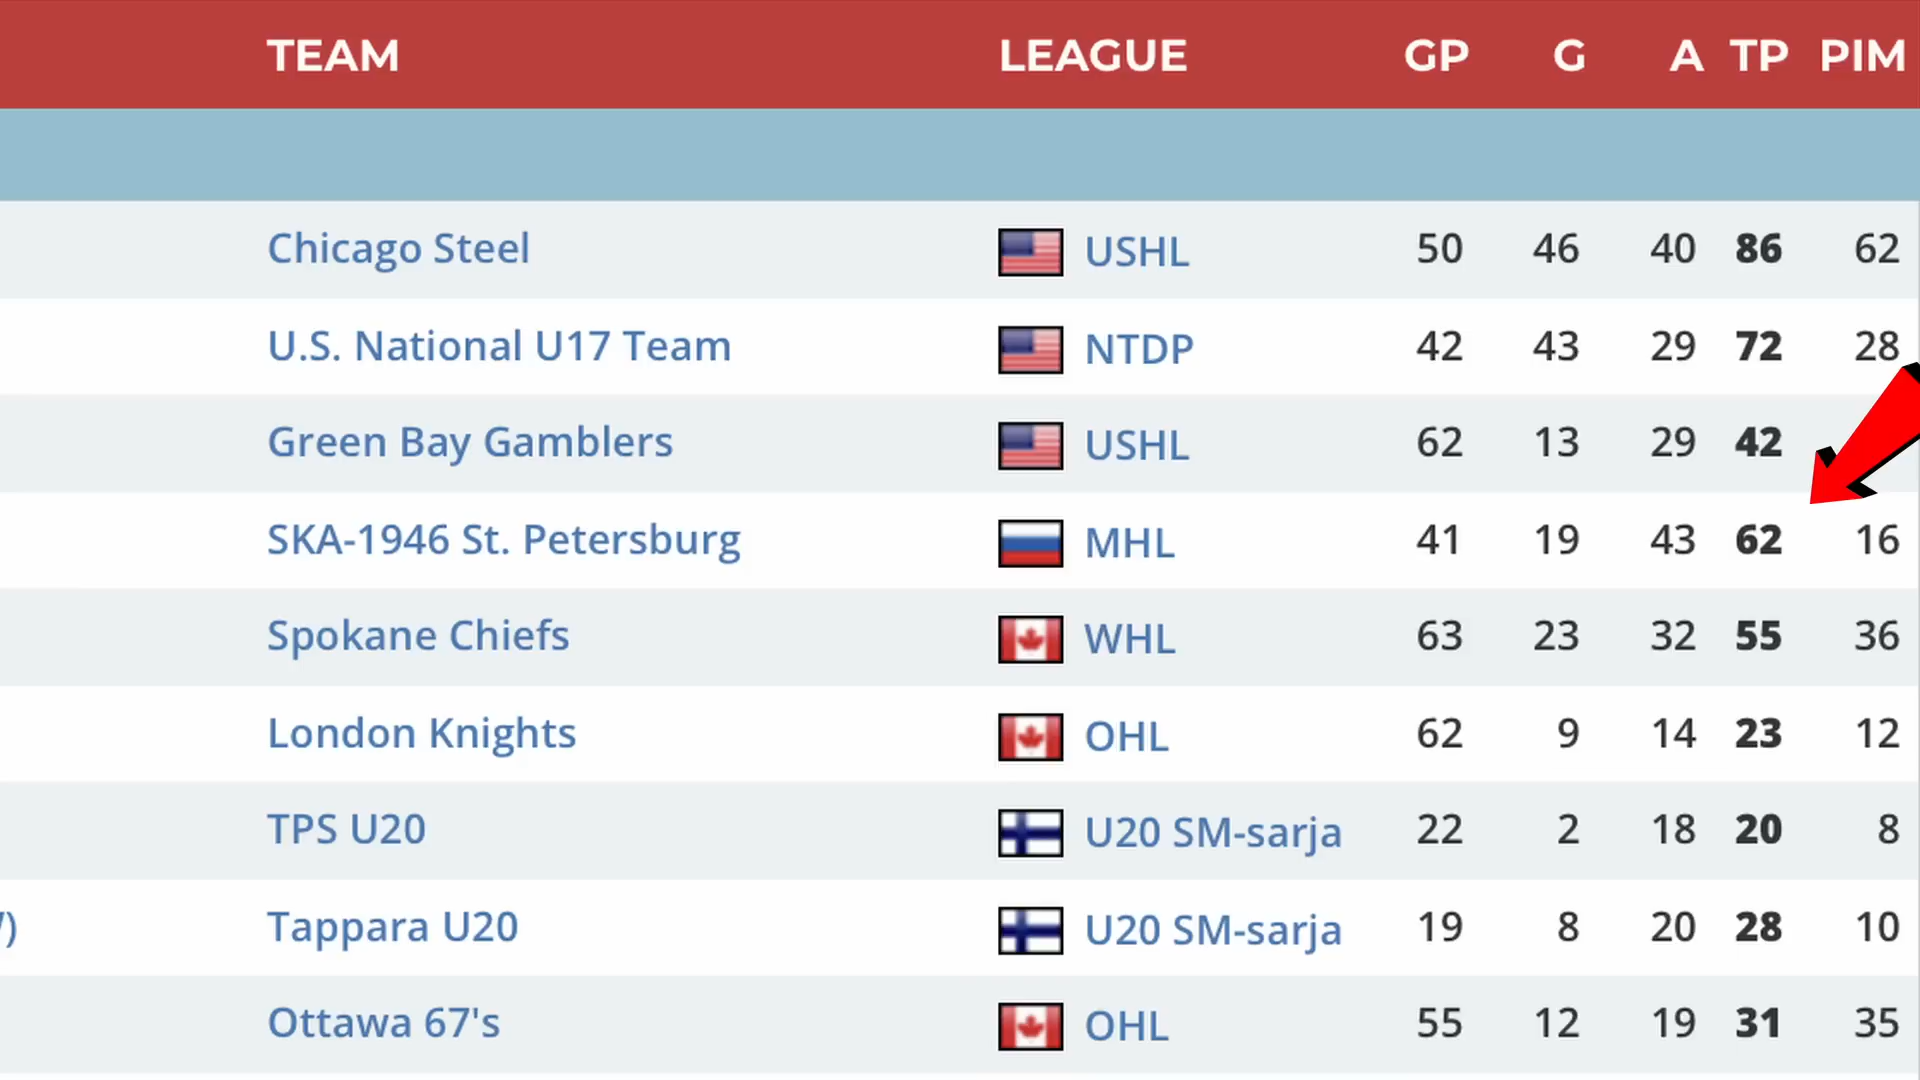 TEAM LEAGUE GP G A TP PIM
Chicago Steel USHL 50 46 40 86 62
U.S. National U17 Team NTDP 42 43 29 72 28
Green Bay Gamblers USHL 62 13 29 42
SKA-1946 St. Petersburg MHL 41 19 43 62 16
Spokane Chiefs WHL 63 23 32 55 36
London Knights OHL 62 9 14 23 12
TPS U20 U20 SM-sarja 22 2 18 20 8
Tappara U20 U20 SM-sarja 19 8 20 28 10
Ottawa 67's OHL 55 12 19 31 35